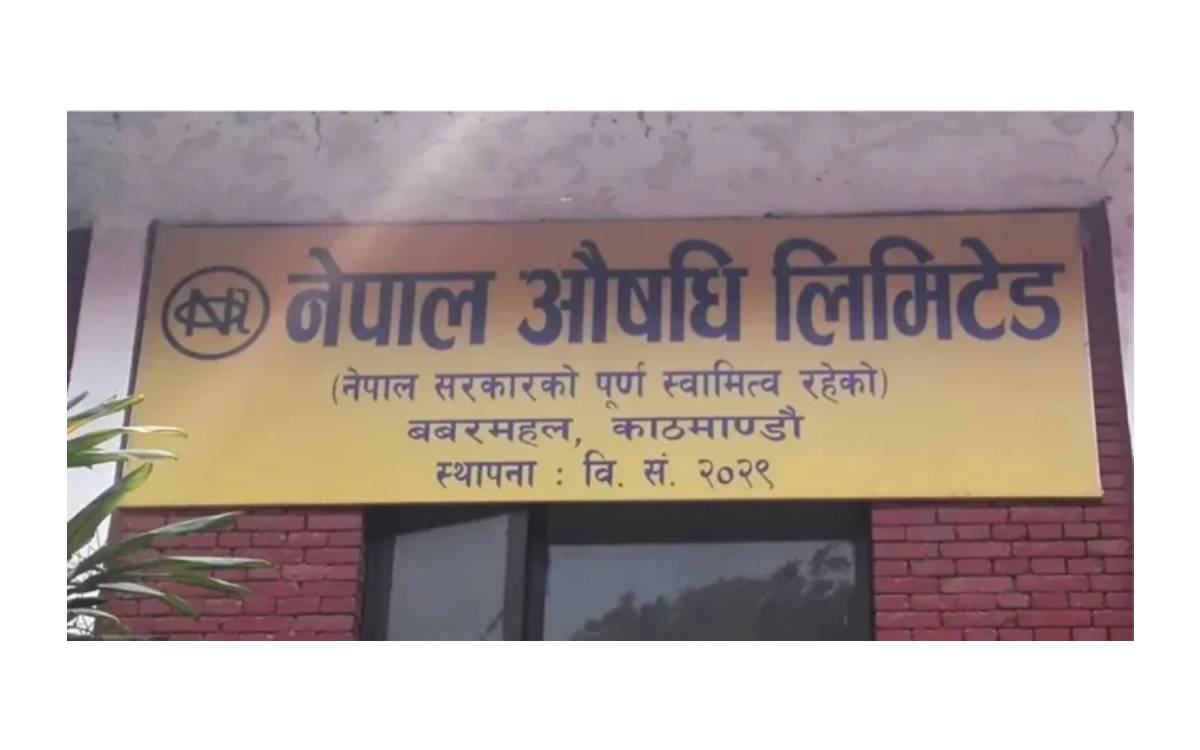 नेपाल औषधि लिमिटेड
(नेपाल सरकारको पूर्ण स्वामित्व रहेको)
बबरमहल, काठमाण्डौ
स्थापना : वि. सं. २०२९